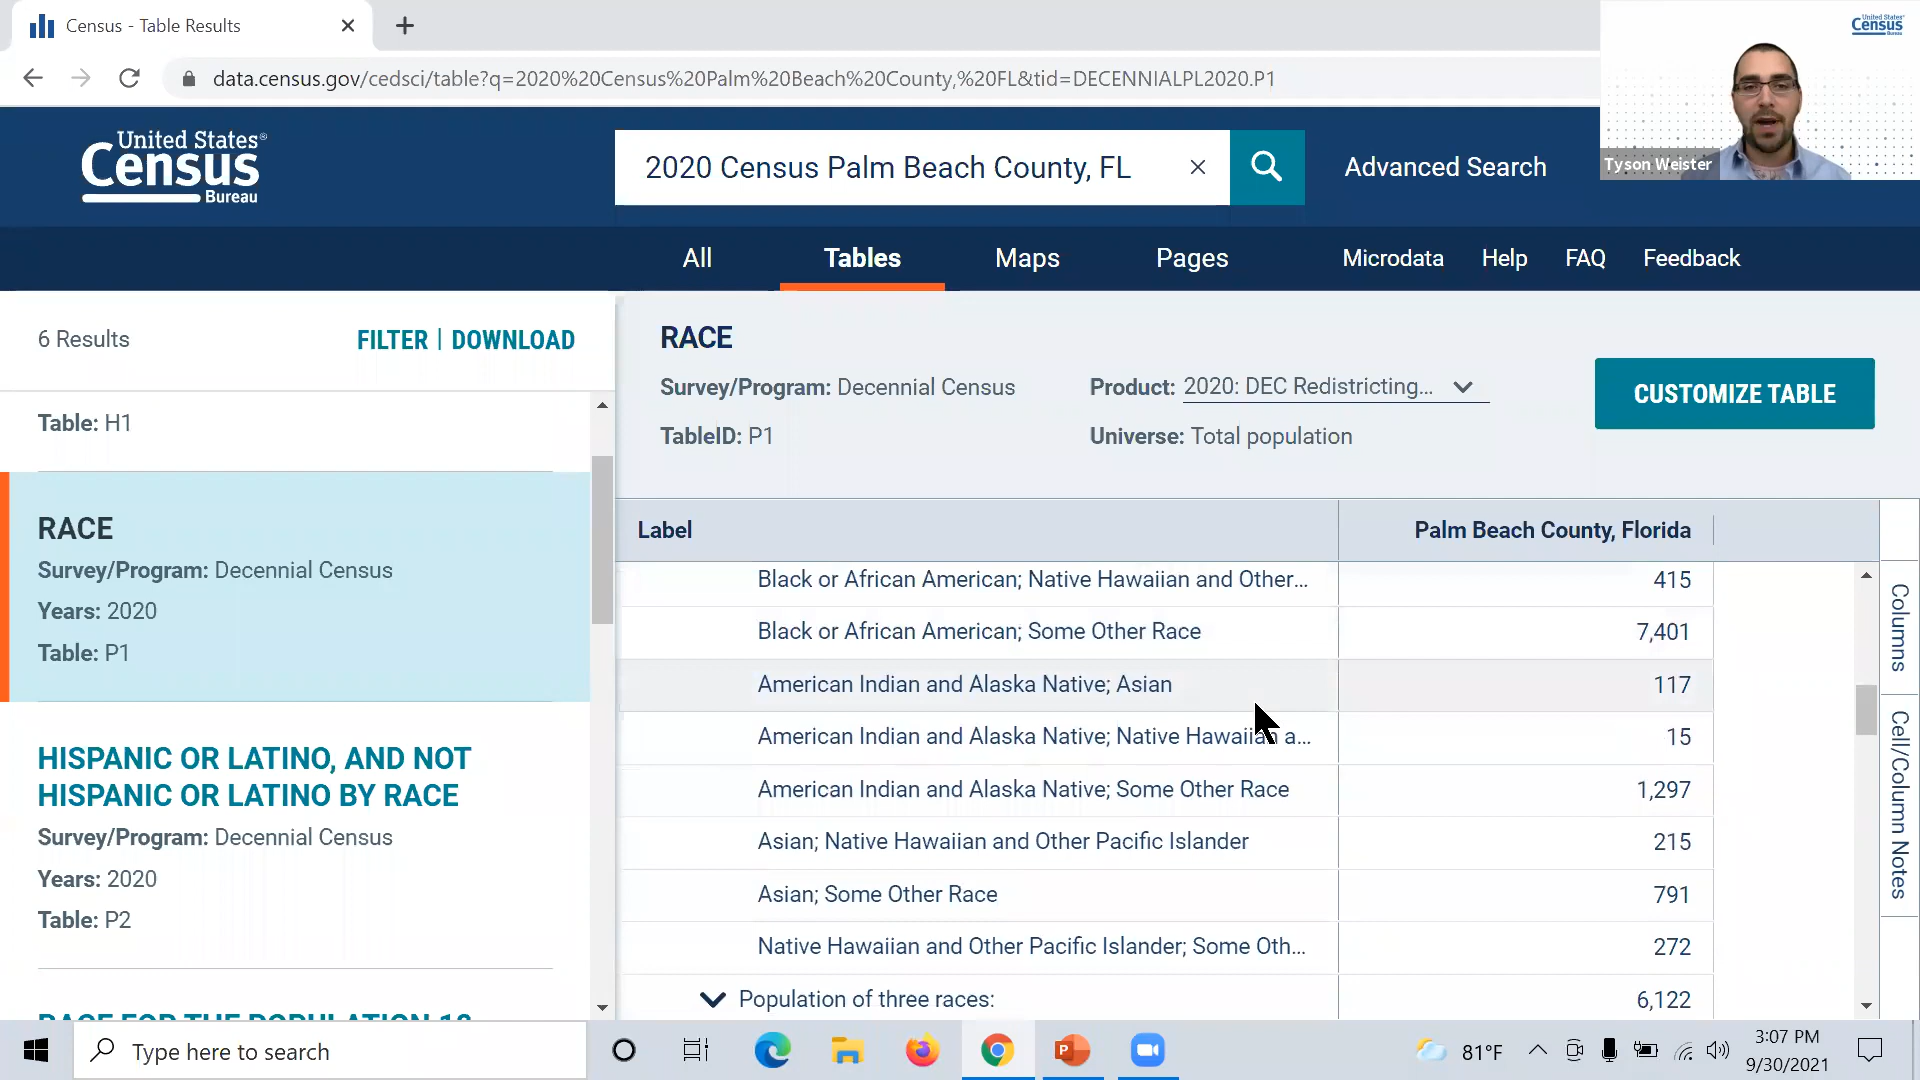 Census - Table Results
data.census.gov/cedsci/table?q=2020%20Census%20Palm%20Beach%20County,%20FL&tid=DECENNIALPL2020.P1
United States
Census
Bureau
Tyson Weister
United States®
Census
Bureau
2020 Census Palm Beach County, FL
Advanced Search
All
Tables
Maps
Pages
Microdata
Help
FAQ
Feedback
6 Results
FILTER | DOWNLOAD
Table: H1
RACE
Survey/Program: Decennial Census
Years: 2020
Table: P1
HISPANIC OR LATINO, AND NOT
HISPANIC OR LATINO BY RACE
Survey/Program: Decennial Census
Years: 2020
Table: P2
RACE FOR THE POPULATION 18
RACE
Survey/Program: Decennial Census
Product: 2020: DEC Redistricting...
CUSTOMIZE TABLE
TableID: P1
Universe: Total population
Label
Palm Beach County, Florida
Black or African American; Native Hawaiian and Other... 415
Black or African American; Some Other Race 7,401
American Indian and Alaska Native; Asian 117
American Indian and Alaska Native; Native Hawaiian a... 15
American Indian and Alaska Native; Some Other Race 1,297
Asian; Native Hawaiian and Other Pacific Islander 215
Asian; Some Other Race 791
Native Hawaiian and Other Pacific Islander; Some Oth... 272
Population of three races: 6,122
Columns
Cell/Column Notes
Type here to search
81°F
3:07 PM
9/30/2021